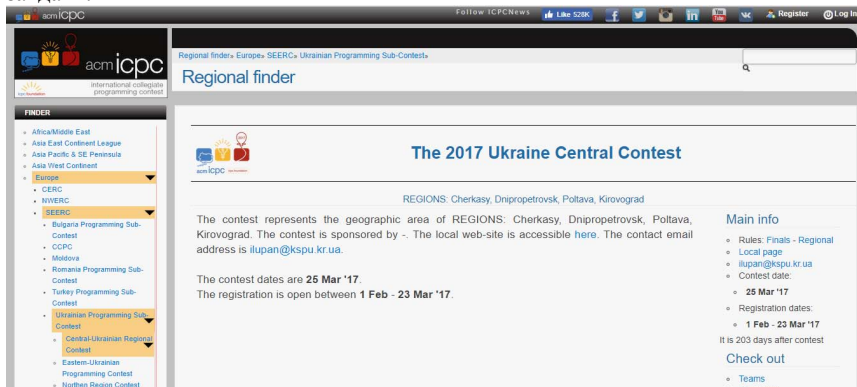 acm ICPC
Follow ICPCNews
Like 528K
Register
Log In
acm icpc
international collegiate
programming contest
Regional finder» Europe» SEERC» Ukrainian Programming Sub-Contest»
Regional finder
FINDER
Africa/Middle East
Asia East Continent League
Asia Pacific & SE Peninsula
Asia West Continent
Europe
CERC
NWERC
SEERC
Bulgaria Programming Sub-
Contest
CCPC
Moldova
Romania Programming Sub-
Contest
Turkey Programming Sub-
Contest
Ukrainian Programming Sub-
Contest
Central-Ukrainian Regional
Contest
Eastern-Ukrainian
Programming Contest
Northen Region Contest
acm icpc
The 2017 Ukraine Central Contest
REGIONS: Cherkasy, Dnipropetrovsk, Poltava, Kirovograd
The contest represents the geographic area of REGIONS: Cherkasy, Dnipropetrovsk, Poltava,
Kirovograd. The contest is sponsored by -. The local web-site is accessible here. The contact email
address is ilupan@kspu.kr.ua.
The contest dates are 25 Mar '17.
The registration is open between 1 Feb - 23 Mar '17.
Main info
Rules: Finals - Regional
Local page
ilupan@kspu.kr.ua
Contest date:
25 Mar '17
Registration dates:
1 Feb - 23 Mar '17
It is 203 days after contest
Check out
Teams